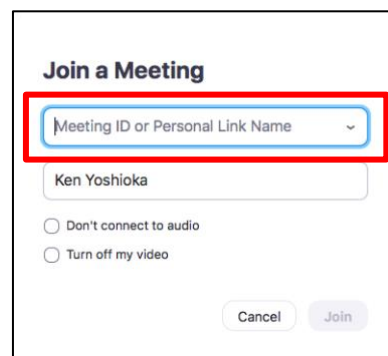 Join a Meeting
Meeting ID or Personal Link Name
Ken Yoshioka
Don't connect to audio
Turn off my video
Cancel Join